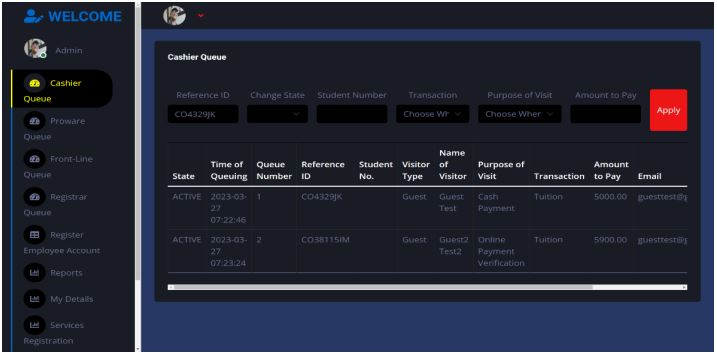 WELCOME
Admin
Cashier
Queue
Proware
Queue
Front-Line
Queue
Registrar
Queue
Register
Employee Account
Reports
My Details
Services
Registration
Cashier Queue
Reference ID Change State Student Number Transaction Purpose of Visit Amount to Pay
CO4329JK Choose Wh Choose Wher Apply
State Time of Queuing Queue Number Reference ID Student No. Visitor Type Name of Visitor Purpose of Visit Transaction Amount to Pay Email
ACTIVE 2023-03-27 07:22:46 1 CO4329JK Guest Guest Test Cash Payment Tuition 5000.00 guesttest@g
ACTIVE 2023-03-27 07:23:24 2 CO38115IM Guest Guest2 Test2 Online Payment Verification Tuition 5900.00 guesttest@g